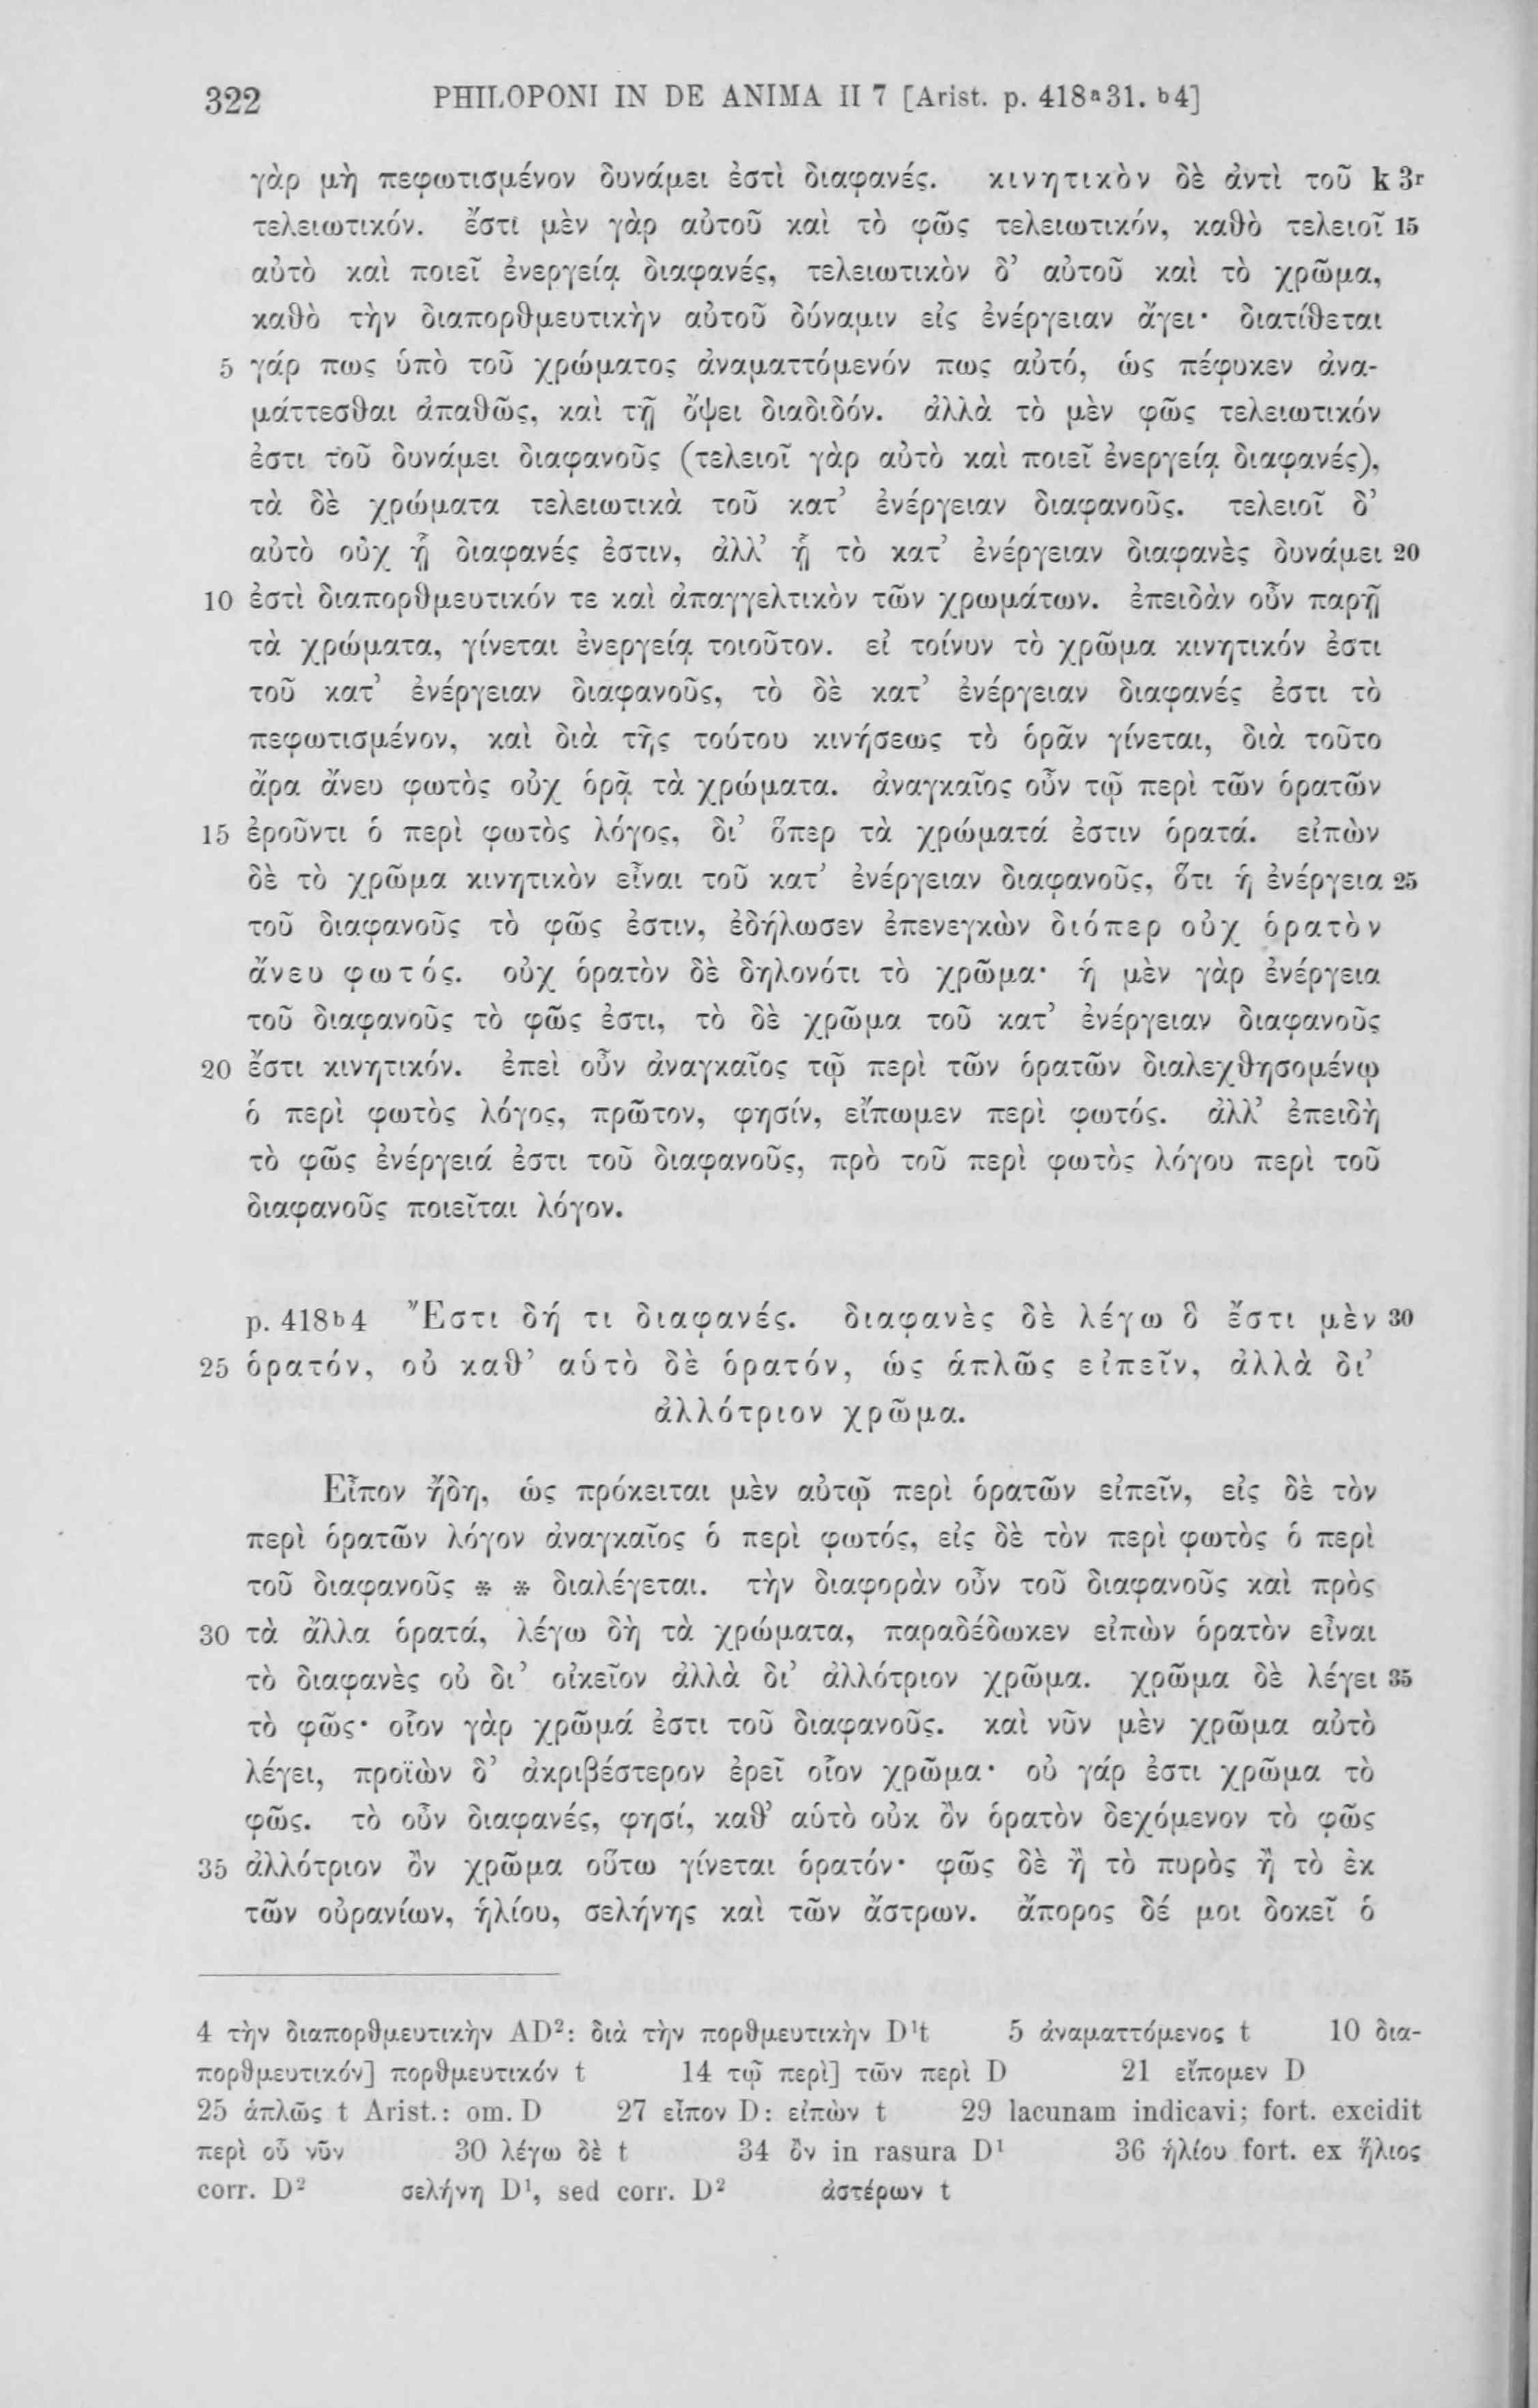 322 PHILOPONI IN DE ANIMA II 7 [Arist. p. 418ᵃ31. ᵇ4]
γὰρ μὴ πεφωτισμένον δυνάμει ἐστὶ διαφανές. κινητικὸν δὲ ἀντὶ τοῦ k 3ʳ
τελειωτικόν. ἔστι μὲν γὰρ αὐτοῦ καὶ τὸ φῶς τελειωτικόν, καθὸ τελειοῖ 15
αὐτὸ καὶ ποιεῖ ἐνεργείᾳ διαφανές, τελειωτικὸν δ’ αὐτοῦ καὶ τὸ χρῶμα,
καθὸ τὴν διαπορθμευτικὴν αὐτοῦ δύναμιν εἰς ἐνέργειαν ἄγει· διατίθεται
5 γάρ πως ὑπὸ τοῦ χρώματος ἀναματτόμενόν πως αὐτό, ὡς πέφυκεν ἀνα-
μάττεσθαι ἀπαθῶς, καὶ τῇ ὄψει διαδιδόν. ἀλλὰ τὸ μὲν φῶς τελειωτικόν
ἐστι τοῦ δυνάμει διαφανοῦς (τελειοῖ γὰρ αὐτὸ καὶ ποιεῖ ἐνεργείᾳ διαφανές),
τὰ δὲ χρώματα τελειωτικὰ τοῦ κατ’ ἐνέργειαν διαφανοῦς. τελειοῖ δ’
αὐτὸ οὐχ ᾗ διαφανές ἐστιν, ἀλλ’ ᾗ τὸ κατ’ ἐνέργειαν διαφανὲς δυνάμει 20
10 ἐστὶ διαπορθμευτικόν τε καὶ ἀπαγγελτικὸν τῶν χρωμάτων. ἐπειδὰν οὖν παρῇ
τὰ χρώματα, γίνεται ἐνεργείᾳ τοιοῦτον. εἰ τοίνυν τὸ χρῶμα κινητικόν ἐστι
τοῦ κατ’ ἐνέργειαν διαφανοῦς, τὸ δὲ κατ’ ἐνέργειαν διαφανές ἐστι τὸ
πεφωτισμένον, καὶ διὰ τῆς τούτου κινήσεως τὸ ὁρᾶν γίνεται, διὰ τοῦτο
ἄρα ἄνευ φωτὸς οὐχ ὁρᾷ τὰ χρώματα. ἀναγκαῖος οὖν τῷ περὶ τῶν ὁρατῶν
15 ἐροῦντι ὁ περὶ φωτὸς λόγος, δι’ ὅπερ τὰ χρώματά ἐστιν ὁρατά. εἰπὼν
δὲ τὸ χρῶμα κινητικὸν εἶναι τοῦ κατ’ ἐνέργειαν διαφανοῦς, ὅτι ἡ ἐνέργεια 25
τοῦ διαφανοῦς τὸ φῶς ἐστιν, ἐδήλωσεν ἐπενεγκὼν διόπερ οὐχ ὁρατὸν
ἄνευ φωτός. οὐχ ὁρατὸν δὲ δηλονότι τὸ χρῶμα· ἡ μὲν γὰρ ἐνέργεια
τοῦ διαφανοῦς τὸ φῶς ἐστι, τὸ δὲ χρῶμα τοῦ κατ’ ἐνέργειαν διαφανοῦς
20 ἔστι κινητικόν. ἐπεὶ οὖν ἀναγκαῖος τῷ περὶ τῶν ὁρατῶν διαλεχθησομένῳ
ὁ περὶ φωτὸς λόγος, πρῶτον, φησίν, εἴπωμεν περὶ φωτός. ἀλλ’ ἐπειδὴ
τὸ φῶς ἐνέργειά ἐστι τοῦ διαφανοῦς, πρὸ τοῦ περὶ φωτὸς λόγου περὶ τοῦ
διαφανοῦς ποιεῖται λόγον.
p. 418ᵇ4 Ἔστι δή τι διαφανές. διαφανὲς δὲ λέγω ὃ ἔστι μὲν 30
25 ὁρατόν, οὐ καθ’ αὑτὸ δὲ ὁρατόν, ὡς ἁπλῶς εἰπεῖν, ἀλλὰ δι’
ἀλλότριον χρῶμα.
Εἶπον ἤδη, ὡς πρόκειται μὲν αὐτῷ περὶ ὁρατῶν εἰπεῖν, εἰς δὲ τὸν
περὶ ὁρατῶν λόγον ἀναγκαῖος ὁ περὶ φωτός, εἰς δὲ τὸν περὶ φωτὸς ὁ περὶ
τοῦ διαφανοῦς * * διαλέγεται. τὴν διαφορὰν οὖν τοῦ διαφανοῦς καὶ πρὸς
30 τὰ ἄλλα ὁρατά, λέγω δὴ τὰ χρώματα, παραδέδωκεν εἰπὼν ὁρατὸν εἶναι
τὸ διαφανὲς οὐ δι’ οἰκεῖον ἀλλὰ δι’ ἀλλότριον χρῶμα. χρῶμα δὲ λέγει 35
τὸ φῶς· οἷον γὰρ χρῶμά ἐστι τοῦ διαφανοῦς. καὶ νῦν μὲν χρῶμα αὐτὸ
λέγει, προϊὼν δ’ ἀκριβέστερον ἐρεῖ οἷον χρῶμα· οὐ γάρ ἐστι χρῶμα τὸ
φῶς. τὸ οὖν διαφανές, φησί, καθ’ αὑτὸ οὐκ ὂν ὁρατὸν δεχόμενον τὸ φῶς
35 ἀλλότριον ὂν χρῶμα οὕτω γίνεται ὁρατόν· φῶς δὲ ἢ τὸ πυρὸς ἢ τὸ ἐκ
τῶν οὐρανίων, ἡλίου, σελήνης καὶ τῶν ἄστρων. ἄπορος δέ μοι δοκεῖ ὁ
4 τὴν διαπορθμευτικὴν AD²: διὰ τὴν πορθμευτικὴν D¹t 5 ἀναματτόμενος t 10 δια-
πορθμευτικόν] πορθμευτικόν t 14 τῷ περὶ] τῶν περὶ D 21 εἴπομεν D
25 ἁπλῶς t Arist.: om. D 27 εἶπον D: εἰπὼν t 29 lacunam indicavi; fort. excidit
περὶ οὗ νῦν 30 λέγω δὲ t 34 ὂν in rasura D¹ 36 ἡλίου fort. ex ἥλιος
corr. D² σελήνη D¹, sed corr. D² ἀστέρων t